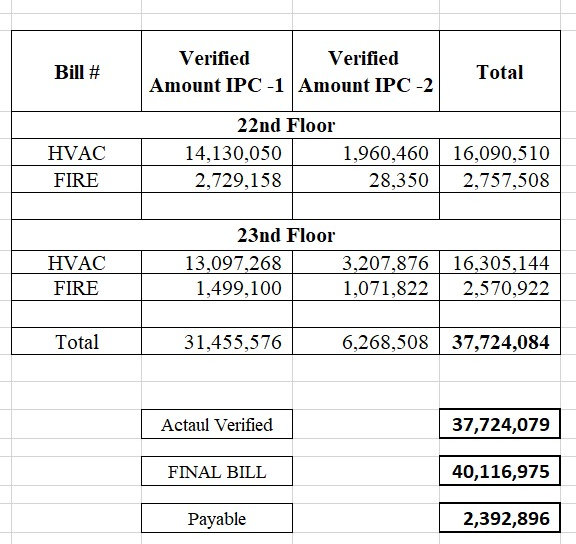 Bill # Verified Amount IPC -1 Verified Amount IPC -2 Total
22nd Floor
HVAC 14,130,050 1,960,460 16,090,510
FIRE 2,729,158 28,350 2,757,508
23nd Floor
HVAC 13,097,268 3,207,876 16,305,144
FIRE 1,499,100 1,071,822 2,570,922
Total 31,455,576 6,268,508 37,724,084
Actaul Verified 37,724,079
FINAL BILL 40,116,975
Payable 2,392,896